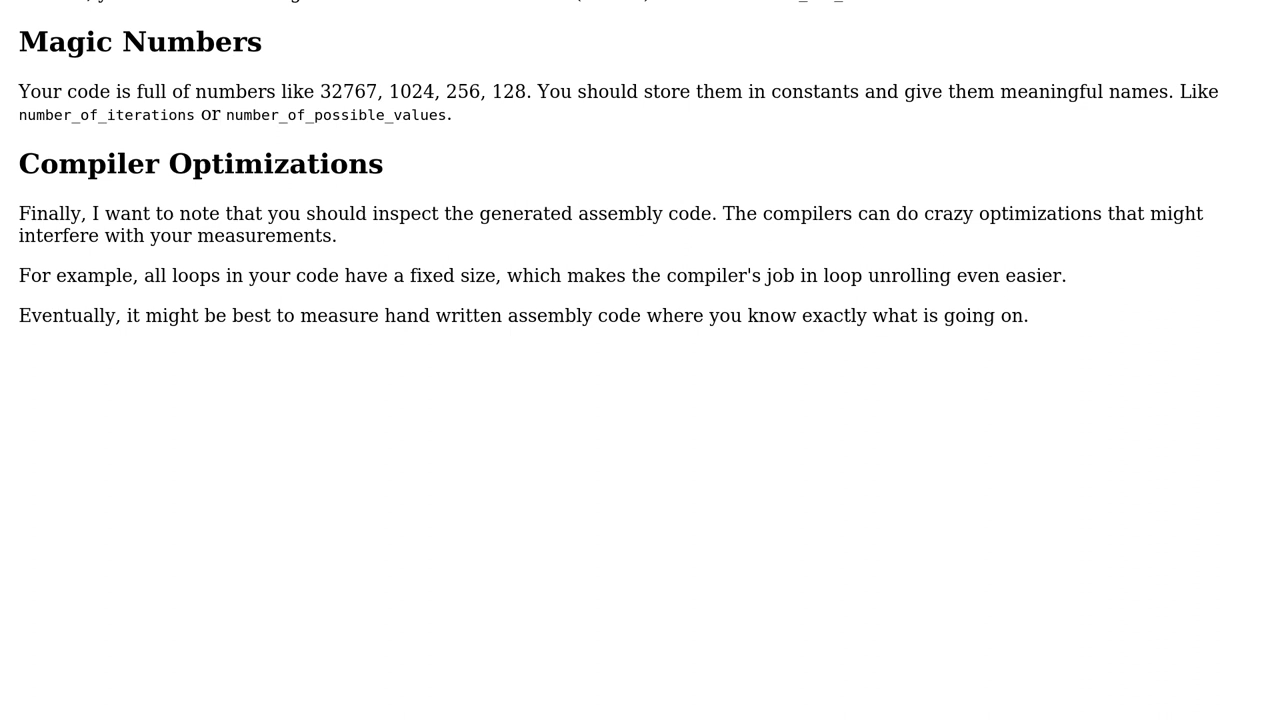 Magic Numbers
Your code is full of numbers like 32767, 1024, 256, 128. You should store them in constants and give them meaningful names. Like
number_of_iterations or number_of_possible_values.
Compiler Optimizations
Finally, I want to note that you should inspect the generated assembly code. The compilers can do crazy optimizations that might
interfere with your measurements.
For example, all loops in your code have a fixed size, which makes the compiler's job in loop unrolling even easier.
Eventually, it might be best to measure hand written assembly code where you know exactly what is going on.